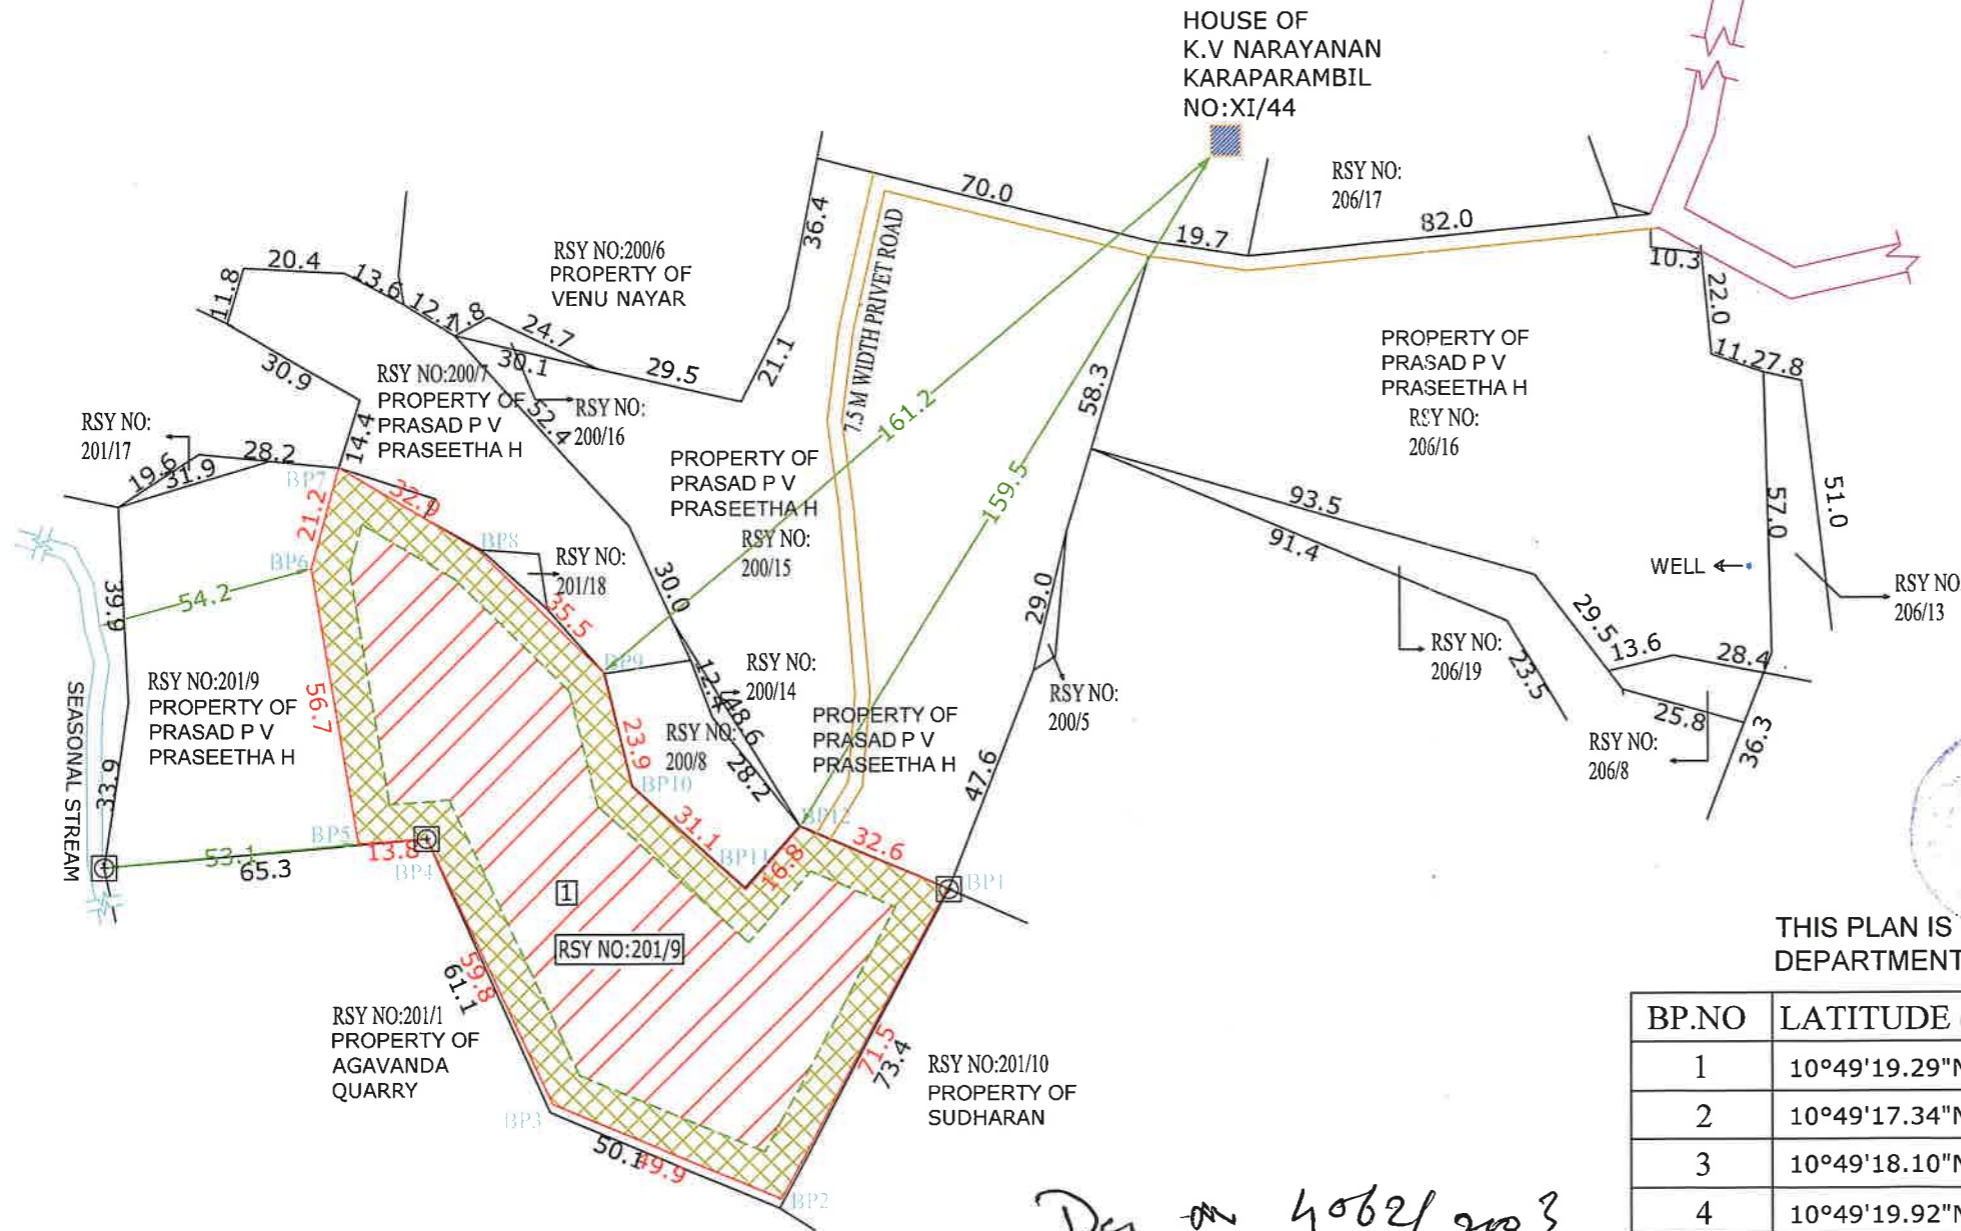 HOUSE OF
K.V NARAYANAN
KARAPARAMBIL
NO:XI/44
RSY NO:
206/17
70.0
19.7
82.0
10.3
36.4
7.5 M WIDTH PRIVET ROAD
RSY NO:200/6
PROPERTY OF
VENU NAYAR
20.4
11.8
13.6
12.1
24.7
30.1
29.5
21.1
30.9
14.4
RSY NO:200/7
PROPERTY OF
PRASAD P V
PRASEETHA H
52.4
RSY NO:
200/16
161.2
58.3
22.0
11.2
7.8
PROPERTY OF
PRASAD P V
PRASEETHA H
RSY NO:
206/16
RSY NO:
201/17
19.6
31.9
28.2
BP7
21.2
32.9
PROPERTY OF
PRASAD P V
PRASEETHA H
RSY NO:
200/15
159.5
93.5
91.4
57.0
51.0
WELL
RSY NO
206/13
BP8
RSY NO:
201/18
35.5
BP6
54.2
39.9
30.0
29.0
29.5
13.6
28.4
RSY NO:
206/19
23.5
25.8
36.3
RSY NO:
206/8
BP9
12.4
48.6
RSY NO:
200/14
RSY NO:
200/5
SEASONAL STREAM
RSY NO:201/9
PROPERTY OF
PRASAD P V
PRASEETHA H
56.7
33.9
23.9
RSY NO:
200/8
28.2
PROPERTY OF
PRASAD P V
PRASEETHA H
47.6
BP10
31.1
BP11
16.8
BP12
32.6
BP1
BP5
53.1
65.3
13.8
BP4
1
RSY NO:201/9
59.8
61.1
RSY NO:201/1
PROPERTY OF
AGAVANDA
QUARRY
71.5
73.4
RSY NO:201/10
PROPERTY OF
SUDHARAN
BP3
50.1
49.9
BP2
THIS PLAN IS
DEPARTMENT
BP.NO LATITUDE
1 10°49'19.29"N
2 10°49'17.34"N
3 10°49'18.10"N
4 10°49'19.92"N